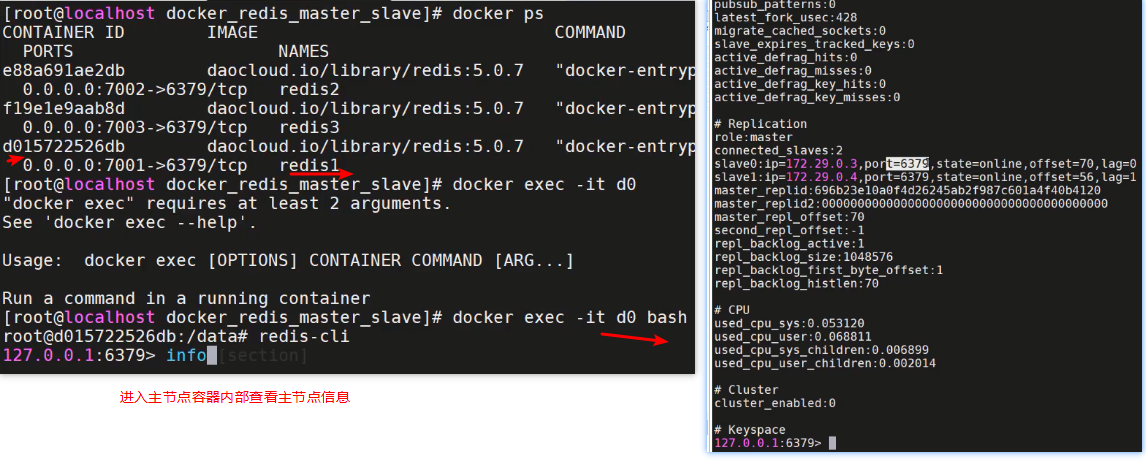 [root@localhost docker_redis_master_slave]# docker ps
CONTAINER ID        IMAGE                            COMMAND
  PORTS                    NAMES
e88a691ae2db        daocloud.io/library/redis:5.0.7   "docker-entryp
  0.0.0.0:7002->6379/tcp   redis2
f19e1e9aab8d        daocloud.io/library/redis:5.0.7   "docker-entryp
  0.0.0.0:7003->6379/tcp   redis3
d015722526db        daocloud.io/library/redis:5.0.7   "docker-entryp
  0.0.0.0:7001->6379/tcp   redis1
[root@localhost docker_redis_master_slave]# docker exec -it d0
"docker exec" requires at least 2 arguments.
See 'docker exec --help'.
Usage:  docker exec [OPTIONS] CONTAINER COMMAND [ARG...]
Run a command in a running container
[root@localhost docker_redis_master_slave]# docker exec -it d0 bash
root@d015722526db:/data# redis-cli
127.0.0.1:6379> info [section]
进入主节点容器内部查看主节点信息
pubsub_patterns:0
latest_fork_usec:428
migrate_cached_sockets:0
slave_expires_tracked_keys:0
active_defrag_hits:0
active_defrag_misses:0
active_defrag_key_hits:0
active_defrag_key_misses:0
# Replication
role:master
connected_slaves:2
slave0:ip=172.29.0.3,port=6379,state=online,offset=70,lag=0
slave1:ip=172.29.0.4,port=6379,state=online,offset=56,lag=1
master_replid:696b23e10a0f4d26245ab2f987c601a4f40b4120
master_replid2:0000000000000000000000000000000000000000
master_repl_offset:70
second_repl_offset:-1
repl_backlog_active:1
repl_backlog_size:1048576
repl_backlog_first_byte_offset:1
repl_backlog_histlen:70
# CPU
used_cpu_sys:0.053120
used_cpu_user:0.068811
used_cpu_sys_children:0.006899
used_cpu_user_children:0.002014
# Cluster
cluster_enabled:0
# Keyspace
127.0.0.1:6379>